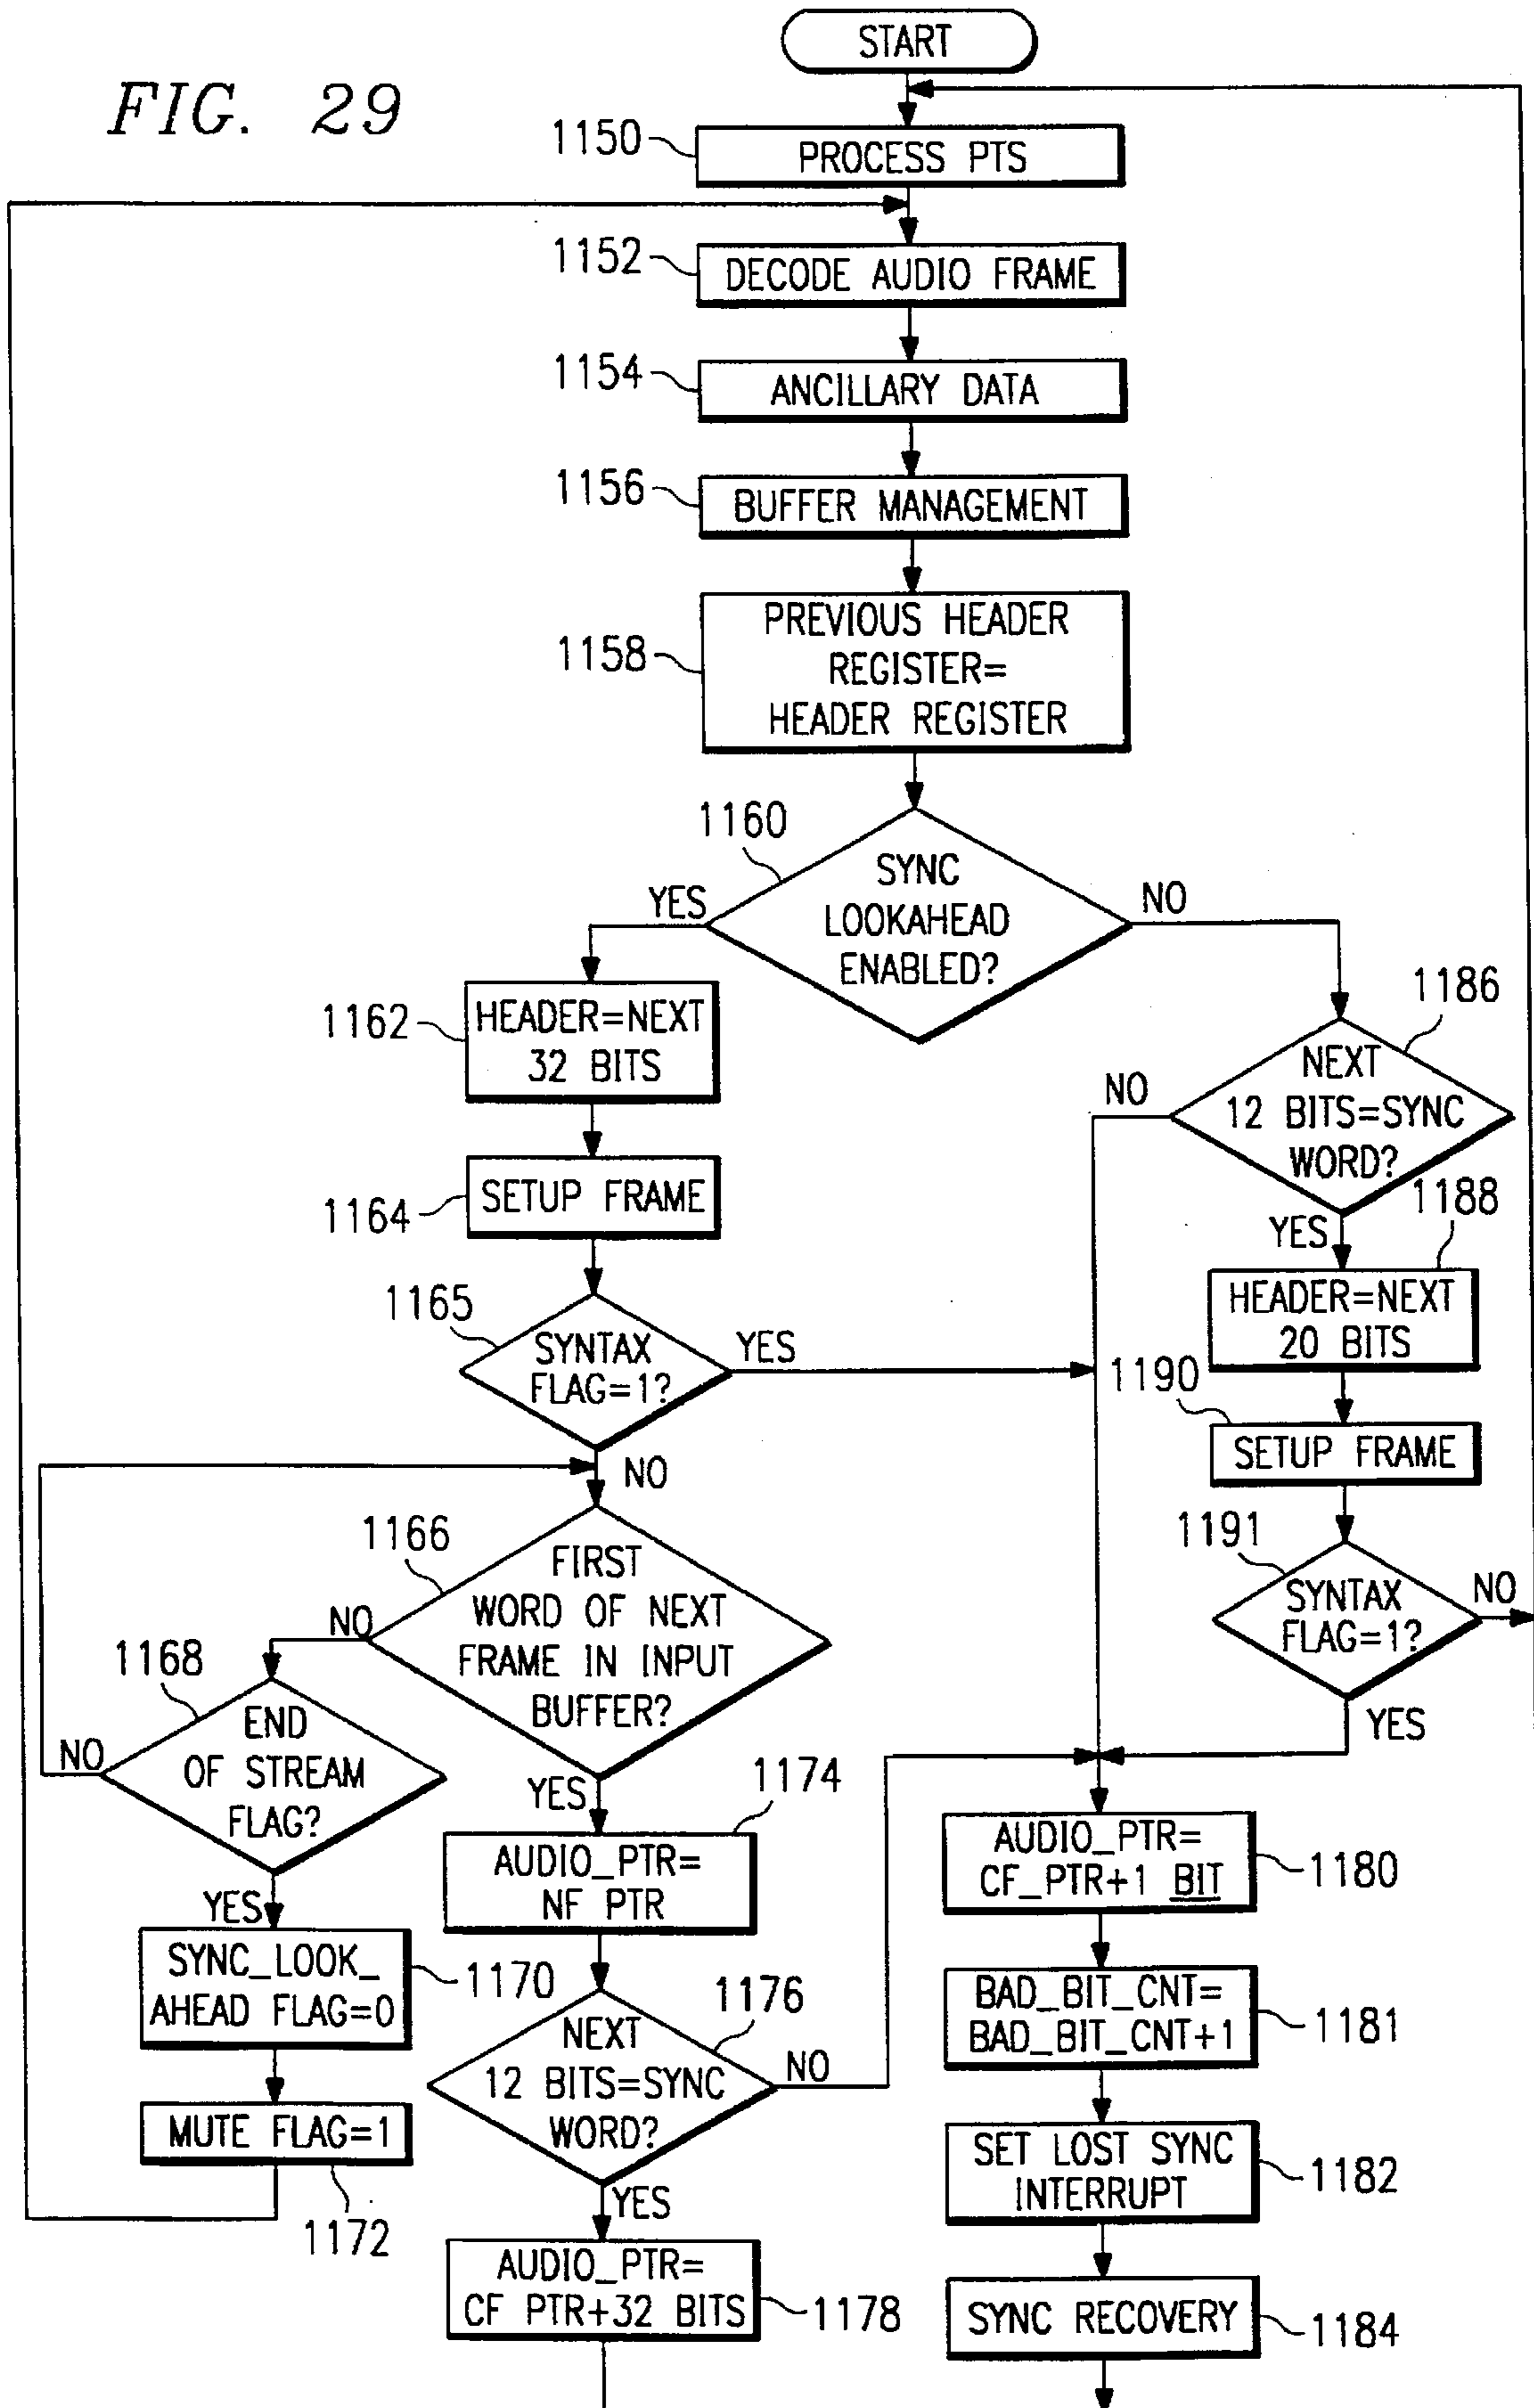 FIG. 29
START
1150
PROCESS PTS
1152
DECODE AUDIO FRAME
1154
ANCILLARY DATA
1156
BUFFER MANAGEMENT
1158
PREVIOUS HEADER
REGISTER=
HEADER REGISTER
1160
SYNC
LOOKAHEAD
ENABLED?
YES
NO
1162
HEADER=NEXT
32 BITS
1164
SETUP FRAME
1165
SYNTAX
FLAG=1?
YES
NO
1186
NEXT
12 BITS=SYNC
WORD?
NO
YES
1188
HEADER=NEXT
20 BITS
1190
SETUP FRAME
1191
SYNTAX
FLAG=1?
NO
YES
1166
FIRST
WORD OF NEXT
FRAME IN INPUT
BUFFER?
NO
YES
1168
END
OF STREAM
FLAG?
NO
YES
1170
SYNC_LOOK_
AHEAD FLAG=0
MUTE FLAG=1
1172
1174
AUDIO_PTR=
NF PTR
1176
NEXT
12 BITS=SYNC
WORD?
NO
YES
AUDIO_PTR=
CF PTR+32 BITS
1178
AUDIO_PTR=
CF_PTR+1 BIT
1180
BAD_BIT_CNT=
BAD_BIT_CNT+1
1181
SET LOST SYNC
INTERRUPT
1182
SYNC RECOVERY
1184